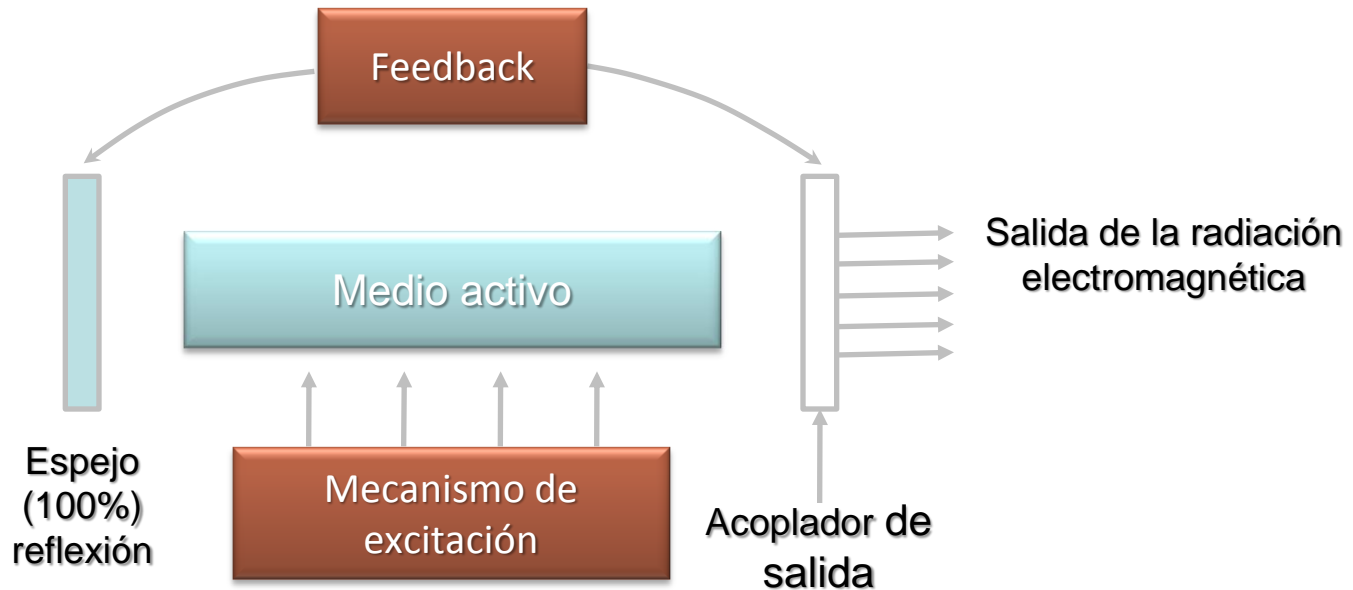 Feedback
Salida de la radiación
electromagnética
Medio activo
Espejo
(100%)
reflexión
Mecanismo de
excitación
Acoplador de
salida